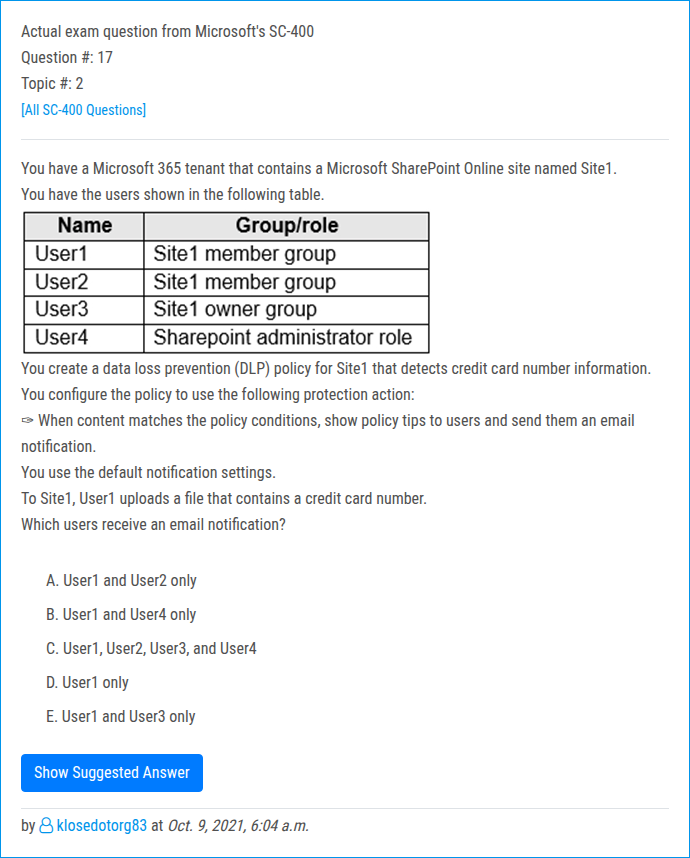 Actual exam question from Microsoft's SC-400
Question #: 17
Topic #: 2
[All SC-400 Questions]
You have a Microsoft 365 tenant that contains a Microsoft SharePoint Online site named Site1.
You have the users shown in the following table.
Name Group/role
User1 Site1 member group
User2 Site1 member group
User3 Site1 owner group
User4 Sharepoint administrator role
You create a data loss prevention (DLP) policy for Site1 that detects credit card number information.
You configure the policy to use the following protection action:
✑ When content matches the policy conditions, show policy tips to users and send them an email
notification.
You use the default notification settings.
To Site1, User1 uploads a file that contains a credit card number.
Which users receive an email notification?
A. User1 and User2 only
B. User1 and User4 only
C. User1, User2, User3, and User4
D. User1 only
E. User1 and User3 only
Show Suggested Answer
by klosedotorg83 at Oct. 9, 2021, 6:04 a.m.